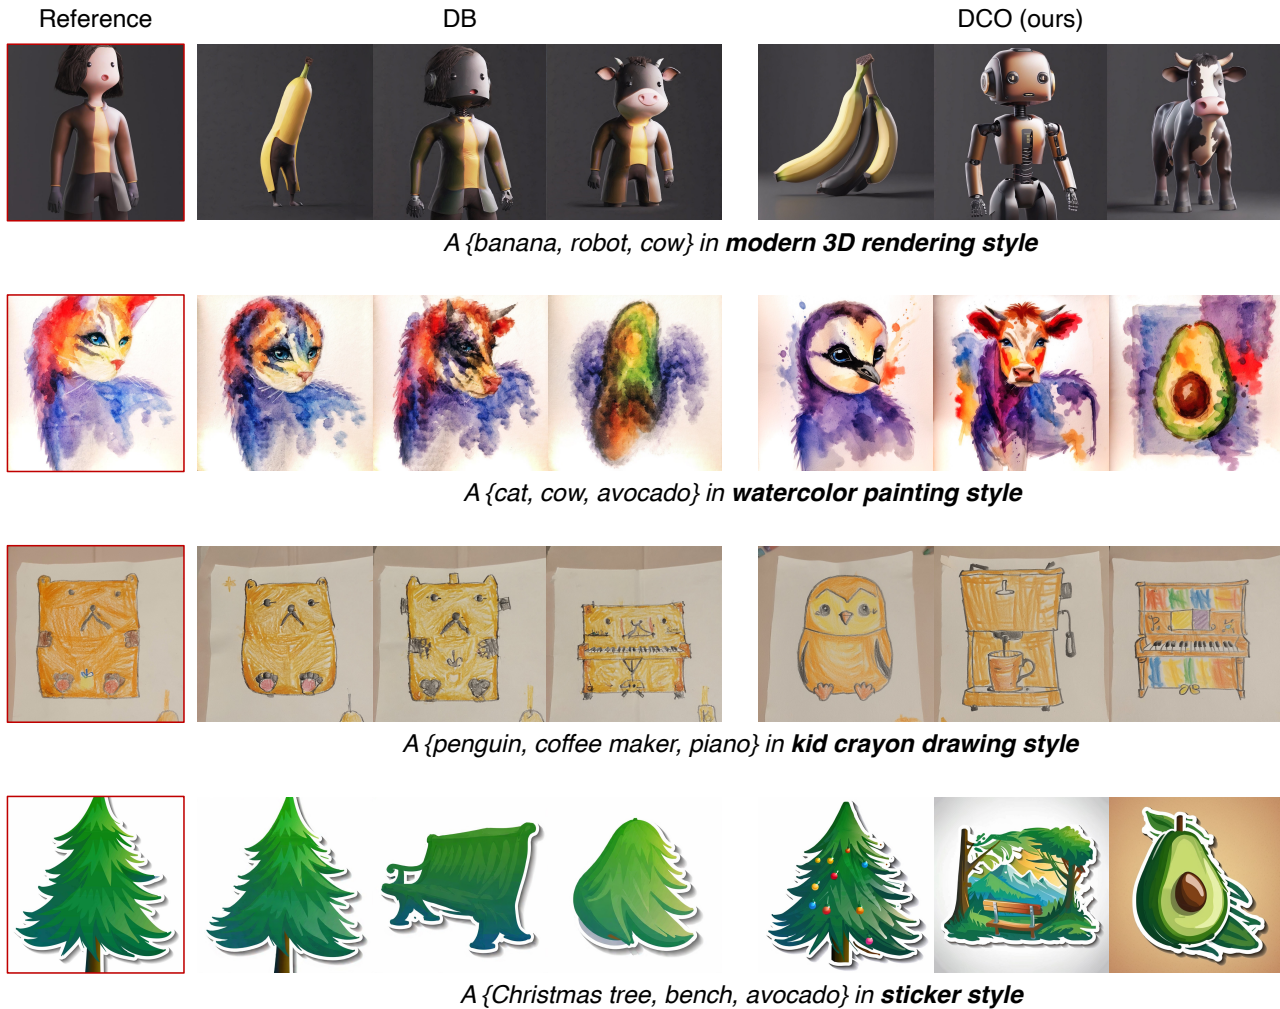 Reference DB DCO (ours)
A {banana, robot, cow} in modern 3D rendering style
A {cat, cow, avocado} in watercolor painting style
A {penguin, coffee maker, piano} in kid crayon drawing style
A {Christmas tree, bench, avocado} in sticker style